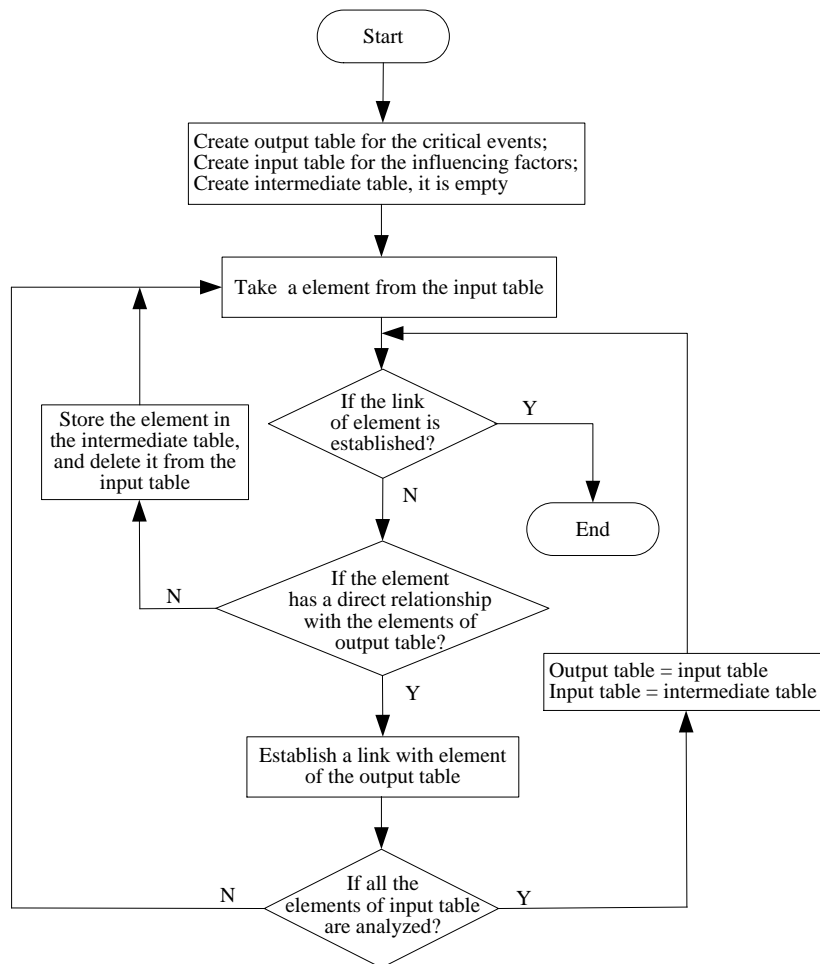 Start
Create output table for the critical events;
Create input table for the influencing factors;
Create intermediate table, it is empty
Take a element from the input table
If the link
of element is
established?
Y
N
End
Store the element in
the intermediate table,
and delete it from the
input table
If the element
has a direct relationship
with the elements of
output table?
N
Y
Output table = input table
Input table = intermediate table
Establish a link with element
of the output table
If all the
elements of input table
are analyzed?
N
Y